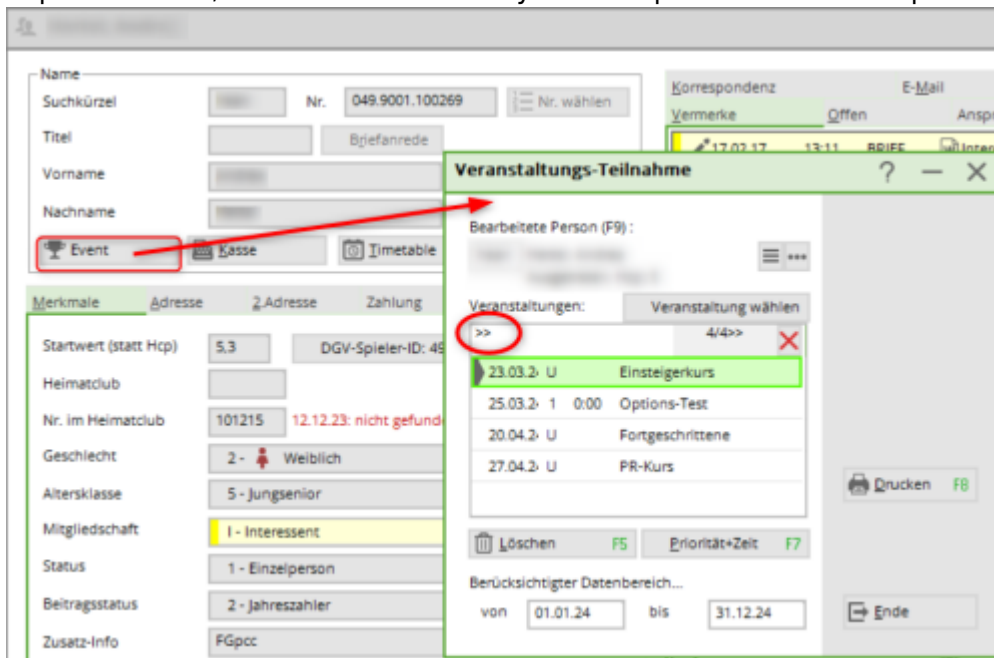 Name
Suchkürzel Nr. 049.9001.100269 Nr. wählen
Titel Briefanrede
Vorname
Nachname
Event Kasse Timetable
Merkmale Adresse 2.Adresse Zahlung
Startwert (statt Hcp) 5,3 DGV-Spieler-ID: 49
Heimatclub
Nr. im Heimatclub 101215 12.12.23: nicht gefund
Geschlecht 2 - Weiblich
Altersklasse 5 - Jungsenior
Mitgliedschaft I - Interessent
Status 1 - Einzelperson
Beitragsstatus 2 - Jahreszahler
Zusatz-Info FGpcc
Korrespondenz E-Mail
Vermerke Offen Anspr
17.02.17 13:11 BRIEF Inter
Veranstaltungs-Teilnahme ? — X
Bearbeitete Person (F9) :
Veranstaltungen: Veranstaltung wählen
>> 4/4>>
23.03.2 U Einsteigerkurs
25.03.2 1 0:00 Options-Test
20.04.2 U Fortgeschrittene
27.04.2 U PR-Kurs
Löschen F5 Priorität+Zeit F7
Berücksichtigter Datenbereich...
von 01.01.24 bis 31.12.24
Drucken F8
Ende